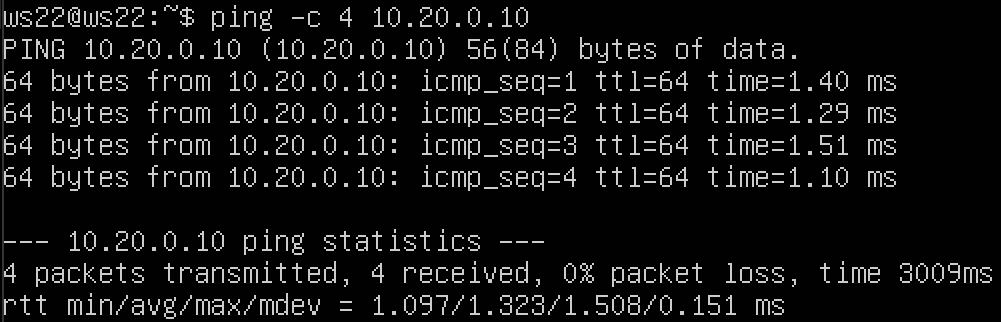 ws22@ws22:~$ ping -c 4 10.20.0.10
PING 10.20.0.10 (10.20.0.10) 56(84) bytes of data.
64 bytes from 10.20.0.10: icmp_seq=1 ttl=64 time=1.40 ms
64 bytes from 10.20.0.10: icmp_seq=2 ttl=64 time=1.29 ms
64 bytes from 10.20.0.10: icmp_seq=3 ttl=64 time=1.51 ms
64 bytes from 10.20.0.10: icmp_seq=4 ttl=64 time=1.10 ms
--- 10.20.0.10 ping statistics ---
4 packets transmitted, 4 received, 0% packet loss, time 3009ms
rtt min/avg/max/mdev = 1.097/1.323/1.508/0.151 ms